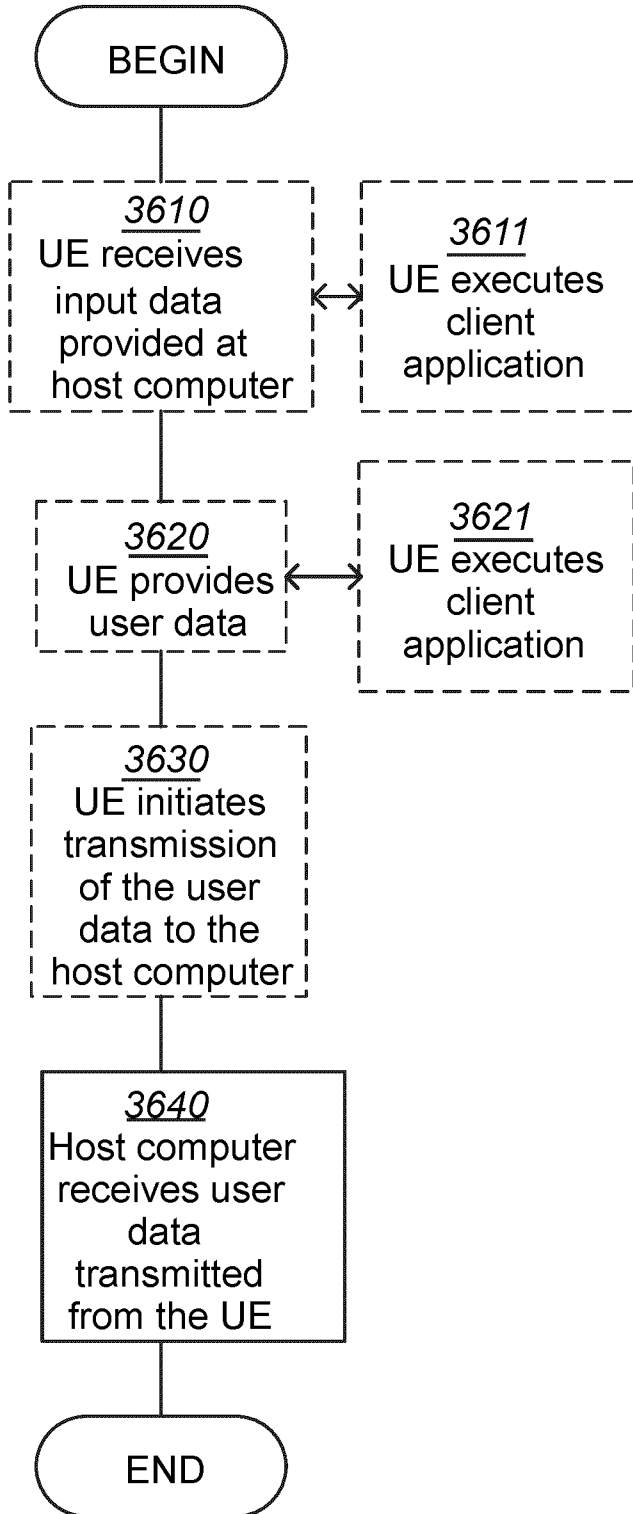 BEGIN
3610
UE receives
input data
provided at
host computer
3611
UE executes
client
application
3620
UE provides
user data
3621
UE executes
client
application
3630
UE initiates
transmission
of the user
data to the
host computer
3640
Host computer
receives user
data
transmitted
from the UE
END